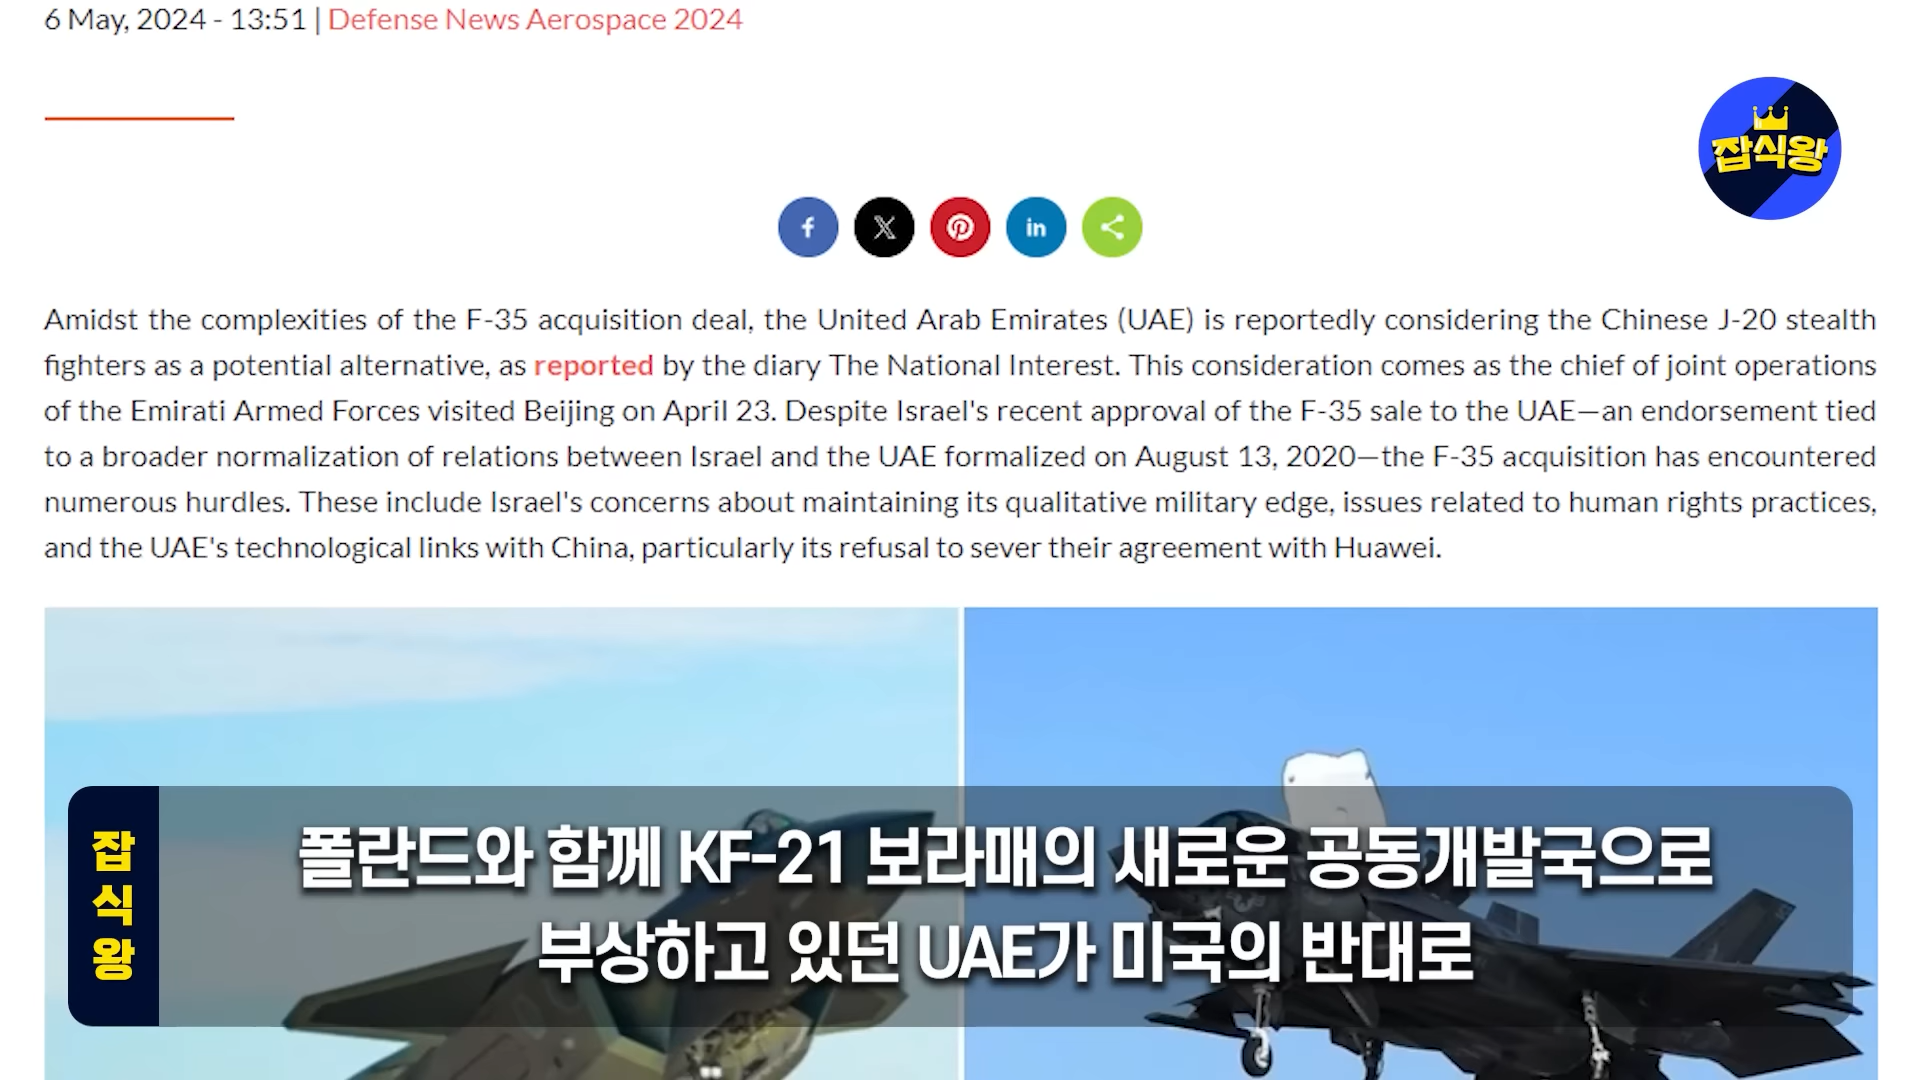 6 May, 2024 - 13:51 | Defense News Aerospace 2024
잡식왕
Amidst the complexities of the F-35 acquisition deal, the United Arab Emirates (UAE) is reportedly considering the Chinese J-20 stealth
fighters as a potential alternative, as reported by the diary The National Interest. This consideration comes as the chief of joint operations
of the Emirati Armed Forces visited Beijing on April 23. Despite Israel's recent approval of the F-35 sale to the UAE—an endorsement tied
to a broader normalization of relations between Israel and the UAE formalized on August 13, 2020—the F-35 acquisition has encountered
numerous hurdles. These include Israel's concerns about maintaining its qualitative military edge, issues related to human rights practices,
and the UAE's technological links with China, particularly its refusal to sever their agreement with Huawei.
잡식왕
폴란드와 함께 KF-21 보라매의 새로운 공동개발국으로
부상하고 있던 UAE가 미국의 반대로